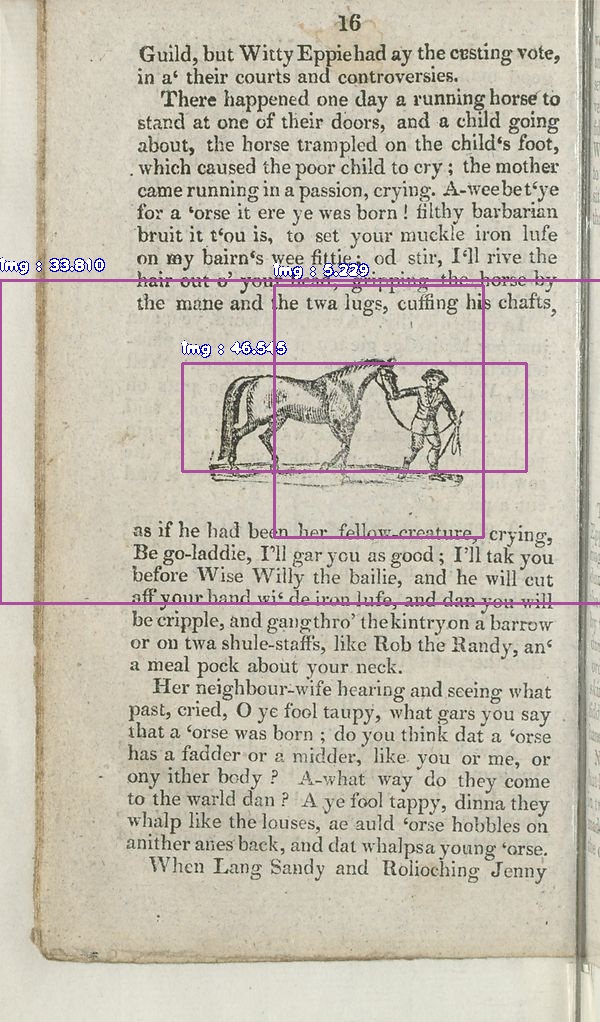 16
Guild, but Witty Eppie had ay the casting vote,
in a‘ their courts and controversies.
There happened one day a running horse to
stand at one of their doors, and a child going
about, the horse trampled on the child‘s foot,
which caused the poor child to cry ; the mother
came running in a passion, crying. A-wee be t‘ye
for a ‘orse it ere ye was born ! filthy barbarian
bruit it t‘ou is, to set your muckle iron lufe
on my bairn‘s wee fittie; od stir, I‘ll rive the
hair out o’ your head, gripping the horse by
the mane and the twa lugs, cuffing his chafts,
img : 33.810
img : 5.229
img : 46.545
as if he had been her fellow-creature, crying,
Be go-laddie, I’ll gar you as good ; I’ll tak you
before Wise Willy the bailie, and he will cut
aff your hand wi‘ de iron lufe, and dan you will
be cripple, and gang thro’ the kintry on a barrow
or on twa shule-staffs, like Rob the Randy, an‘
a meal pock about your neck.
Her neighbour-wife hearing and seeing what
past, cried, O ye fool taupy, what gars you say
that a ‘orse was born ; do you think dat a ‘orse
has a fadder or a midder, like you or me, or
ony ither body ? A-what way do they come
to the warld dan ? A ye fool tappy, dinna they
whalp like the louses, ae auld ‘orse hobbles on
anither anes back, and dat whalps a young ‘orse.
When Lang Sandy and Rolioching Jenny